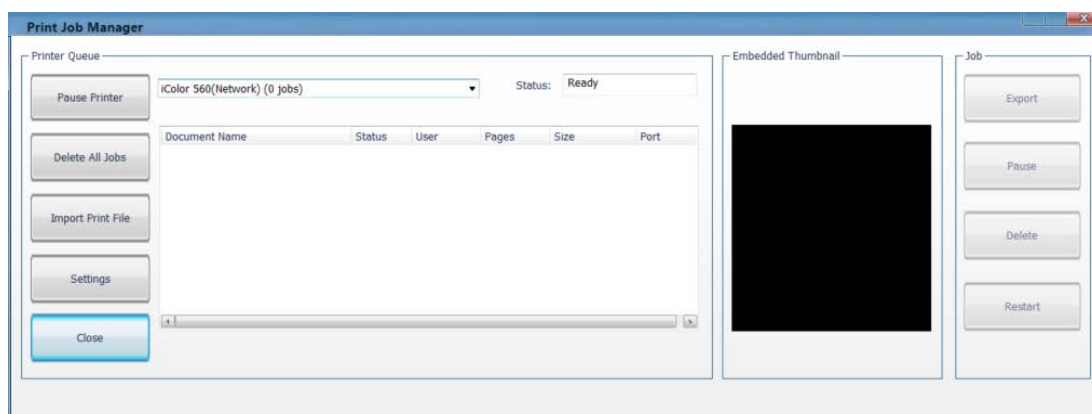 Print Job Manager
Printer Queue
Pause Printer
iColor 560(Network) (0 jobs)
Status: Ready
Document Name Status User Pages Size Port
Delete All Jobs
Import Print File
Settings
Close
Embedded Thumbnail
Job
Export
Pause
Delete
Restart